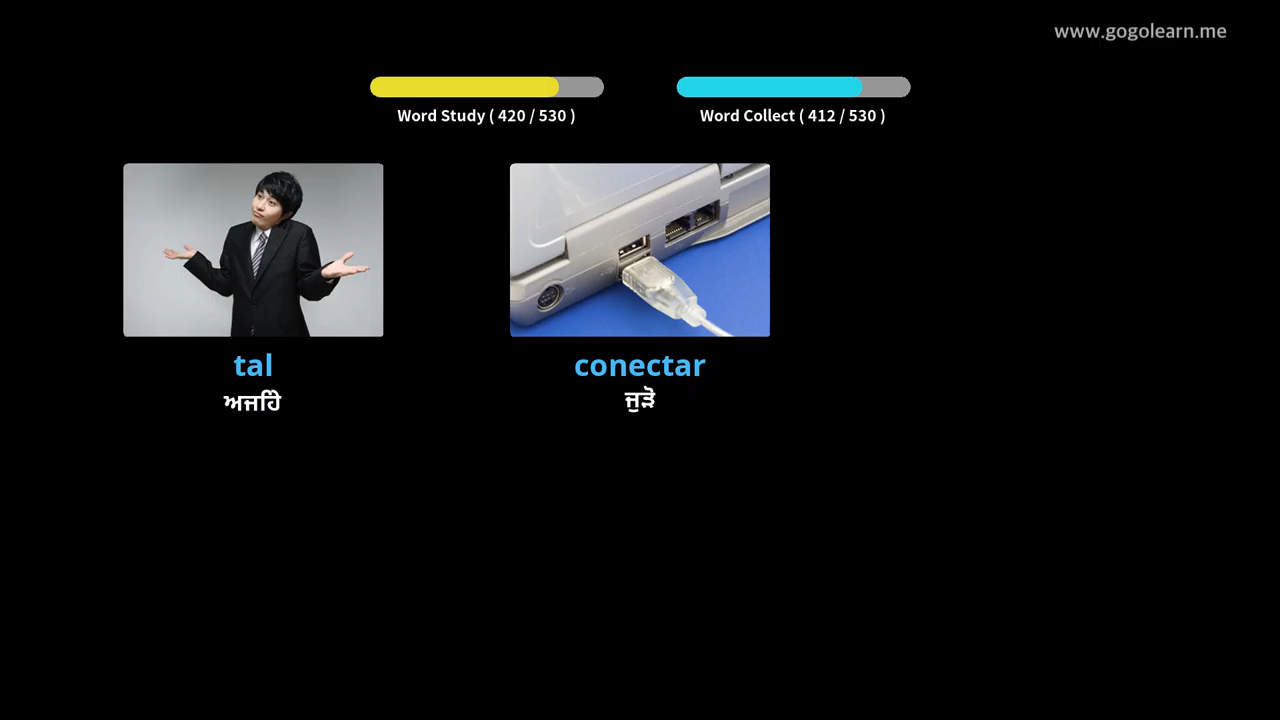 www.gogolearn.me
Word Study ( 420 / 530 )
Word Collect ( 412 / 530 )
tal
ਅਜਿਹੇ
conectar
ਜੁੜੋ